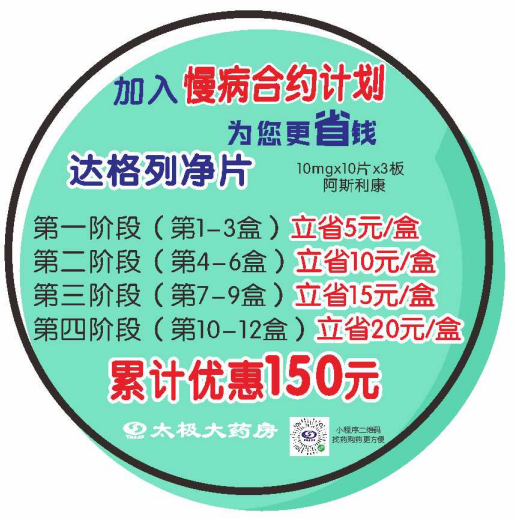 加入慢病合约计划
为您更省钱
达格列净片
10mgx10片x3板
阿斯利康
第一阶段（第1-3盒）立省5元/盒
第二阶段（第4-6盒）立省10元/盒
第三阶段（第7-9盒）立省15元/盒
第四阶段（第10-12盒）立省20元/盒
累计优惠150元
太极大药房
小程序二维码
找药购药更方便